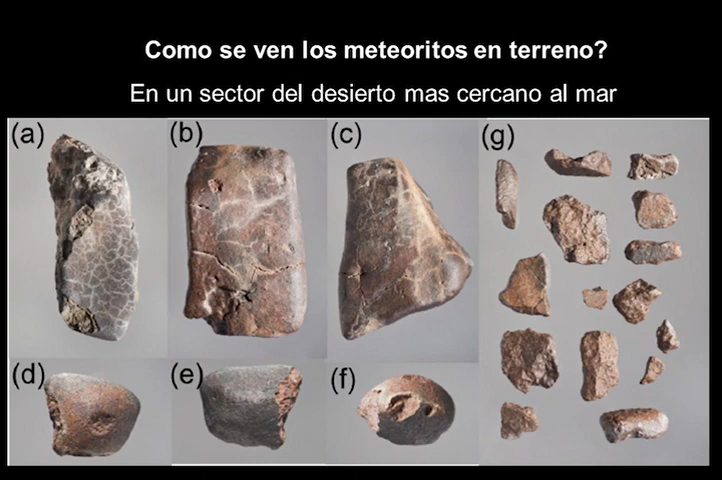 Como se ven los meteoritos en terreno?
En un sector del desierto mas cercano al mar
(a)
(b)
(c)
(g)
(d)
(e)
(f)